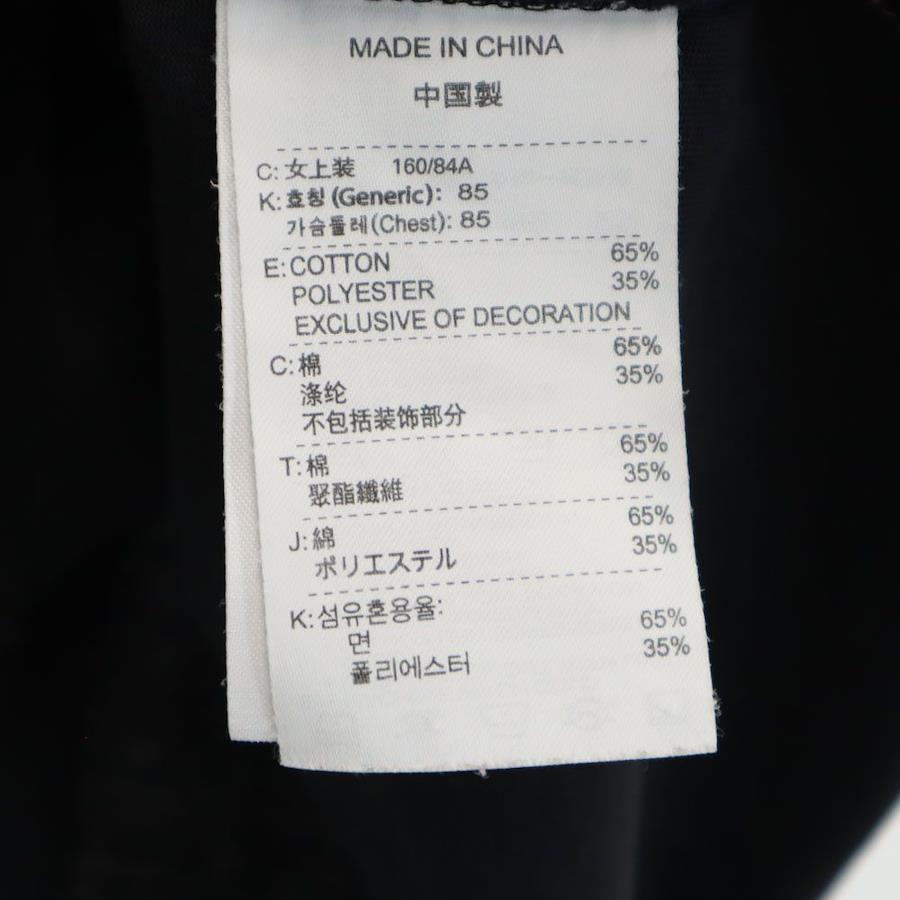 MADE IN CHINA
中国製
C: 女上装 160/84A
K: 호칭 (Generic): 85
가슴둘레(Chest): 85
E: COTTON 65%
POLYESTER 35%
EXCLUSIVE OF DECORATION
C: 棉 65%
涤纶 35%
不包括装饰部分
T: 棉 65%
聚酯纖維 35%
J: 綿 65%
ポリエステル 35%
K: 섬유혼용율:
면 65%
폴리에스터 35%